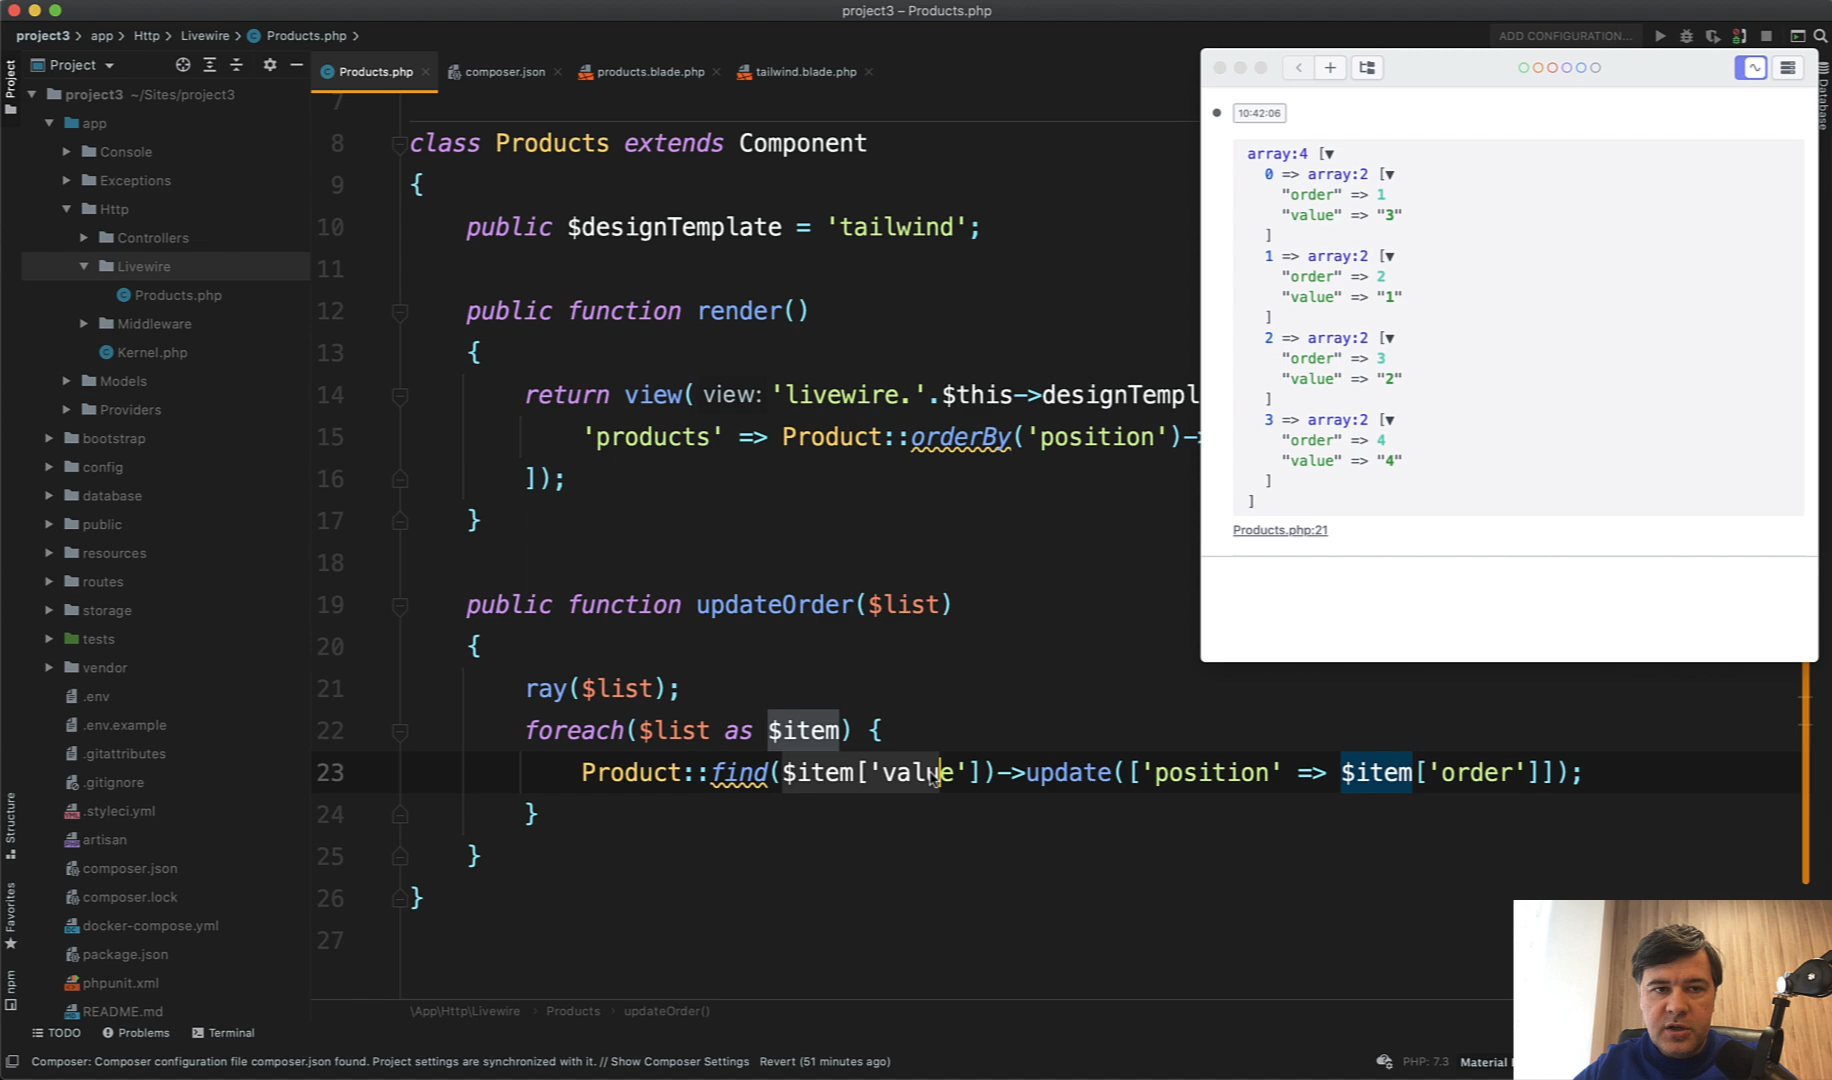 project3 – Products.php
project3 > app > Http > Livewire > Products.php >
ADD CONFIGURATION...
Project
Products.php
composer.json
products.blade.php
tailwind.blade.php
Project
Structure
Favorites
npm
Database
project3 ~/Sites/project3
app
Console
Exceptions
Http
Controllers
Livewire
Products.php
Middleware
Kernel.php
Models
Providers
bootstrap
config
database
public
resources
routes
storage
tests
vendor
.env
.env.example
.gitattributes
.gitignore
.styleci.yml
artisan
composer.json
composer.lock
docker-compose.yml
package.json
phpunit.xml
README.md
7
8 class Products extends Component
9 {
10 public $designTemplate = 'tailwind';
11
12 public function render()
13 {
14 return view( view: 'livewire.'.$this->designTempl
15 'products' => Product::orderBy('position')-
16 ]);
17 }
18
19 public function updateOrder($list)
20 {
21 ray($list);
22 foreach($list as $item) {
23 Product::find($item['value'])->update(['position' => $item['order']]);
24 }
25 }
26 }
27
10:42:06
array:4 [▼
0 => array:2 [▼
"order" => 1
"value" => "3"
]
1 => array:2 [▼
"order" => 2
"value" => "1"
]
2 => array:2 [▼
"order" => 3
"value" => "2"
]
3 => array:2 [▼
"order" => 4
"value" => "4"
]
]
Products.php:21
\App\Http\Livewire
Products
updateOrder()
TODO
Problems
Terminal
Composer: Composer configuration file composer.json found. Project settings are synchronized with it. // Show Composer Settings Revert (51 minutes ago)
PHP: 7.3
Material